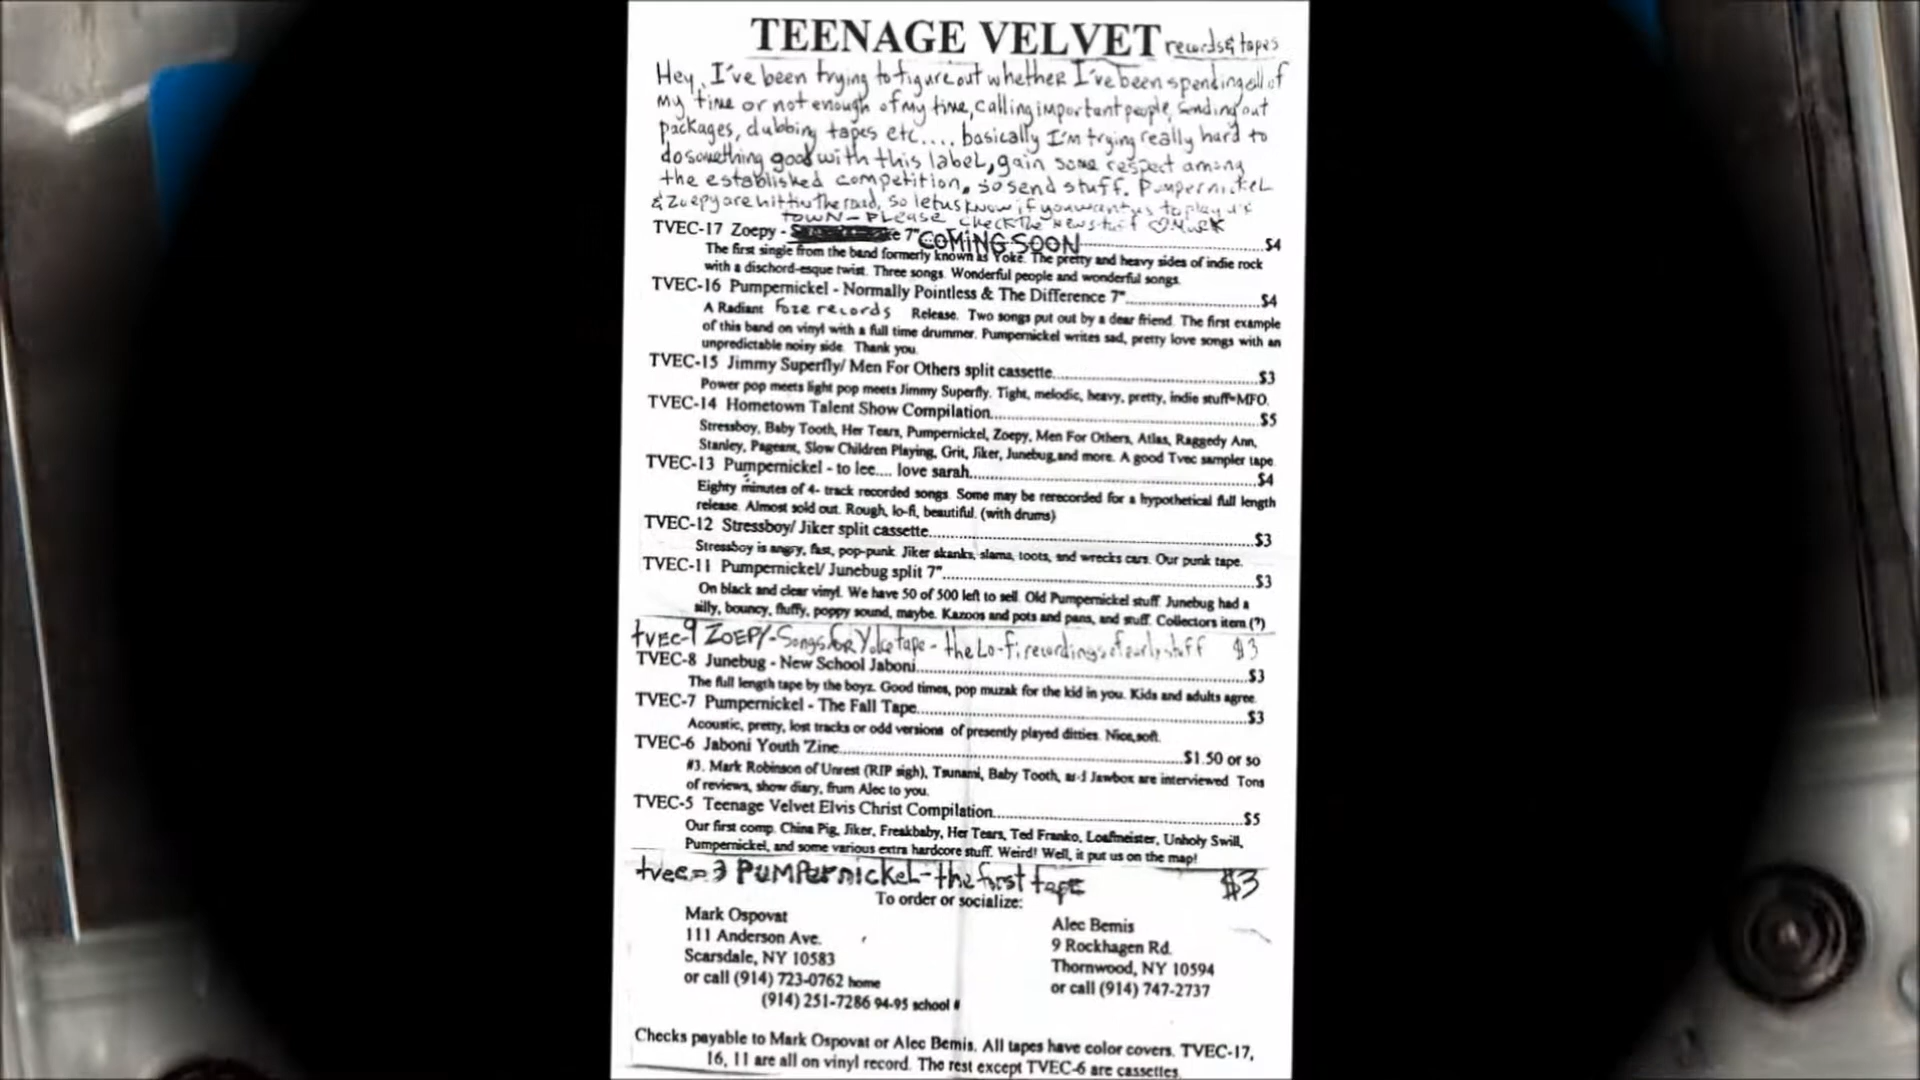 TEENAGE VELVET records & tapes
Hey, I've been trying to figure out whether I've been spending all of
my time or not enough of my time, calling important people, sending out
packages, dubbing tapes etc.... basically I'm trying really hard to
do something good with this label, gain some respect among
the established competition, so send stuff. Pumpernickel
& Zoepy are hittin the road, so let us know if you want us to play ur
town - PLEASE check the new stuff ♡ Mark
TVEC-17 Zoepy - 7" COMING SOON $4
The first single from the band formerly known as Yoke. The pretty and heavy sides of indie rock
with a dischord-esque twist. Three songs. Wonderful people and wonderful songs.
TVEC-16 Pumpernickel - Normally Pointless & The Difference 7" $4
A Radiant Foze records Release. Two songs put out by a dear friend. The first example
of this band on vinyl with a full time drummer. Pumpernickel writes sad, pretty love songs with an
unpredictable noisy side. Thank you.
TVEC-15 Jimmy Superfly/ Men For Others split cassette $3
Power pop meets light pop meets Jimmy Superfly. Tight, melodic, heavy, pretty, indie stuff=MFO.
TVEC-14 Hometown Talent Show Compilation $5
Stressboy, Baby Tooth, Her Tears, Pumpernickel, Zoepy, Men For Others, Atlas, Raggedy Ann,
Stanley, Pageant, Slow Children Playing, Grit, Jiker, Junebug,and more. A good Tvec sampler tape.
TVEC-13 Pumpernickel - to lee.... love sarah $4
Eighty minutes of 4- track recorded songs. Some may be rerecorded for a hypothetical full length
release. Almost sold out. Rough, lo-fi, beautiful. (with drums)
TVEC-12 Stressboy/ Jiker split cassette $3
Stressboy is angry, fast, pop-punk. Jiker skanks, slams, toots, and wrecks cars. Our punk tape.
TVEC-11 Pumpernickel/ Junebug split 7" $3
On black and clear vinyl. We have 50 of 500 left to sell. Old Pumpernickel stuff. Junebug had a
silly, bouncy, fluffy, poppy sound, maybe. Kazoos and pots and pans, and stuff. Collectors item (?)
tvec-9 ZOEPY - Songs for Yoke tape - the Lo-fi recordings of early stuff $3
TVEC-8 Junebug - New School Jaboni $3
The full length tape by the boyz. Good times, pop muzak for the kid in you. Kids and adults agree.
TVEC-7 Pumpernickel - The Fall Tape $3
Acoustic, pretty, lost tracks or odd versions of presently played ditties. Nice,soft.
TVEC-6 Jaboni Youth 'Zine $1.50 or so
#3. Mark Robinson of Unrest (RIP sigh), Tsunami, Baby Tooth, and Jawbox are interviewed Tons
of reviews, show diary, frum Alec to you.
TVEC-5 Teenage Velvet Elvis Christ Compilation $5
Our first comp. China Pig, Jiker, Freakbaby, Her Tears, Ted Franko, Loafmeister, Unholy Swill,
Pumpernickel, and some various extra hardcore stuff. Weird! Well, it put us on the map!
tvec-3 PUMPernickel - the first tape $3
To order or socialize:
Mark Ospovat
111 Anderson Ave.
Scarsdale, NY 10583
or call (914) 723-0762 home
(914) 251-7286 94-95 school #
Alec Bemis
9 Rockhagen Rd.
Thornwood, NY 10594
or call (914) 747-2737
Checks payable to Mark Ospovat or Alec Bemis. All tapes have color covers. TVEC-17,
16, 11 are all on vinyl record. The rest except TVEC-6 are cassettes.